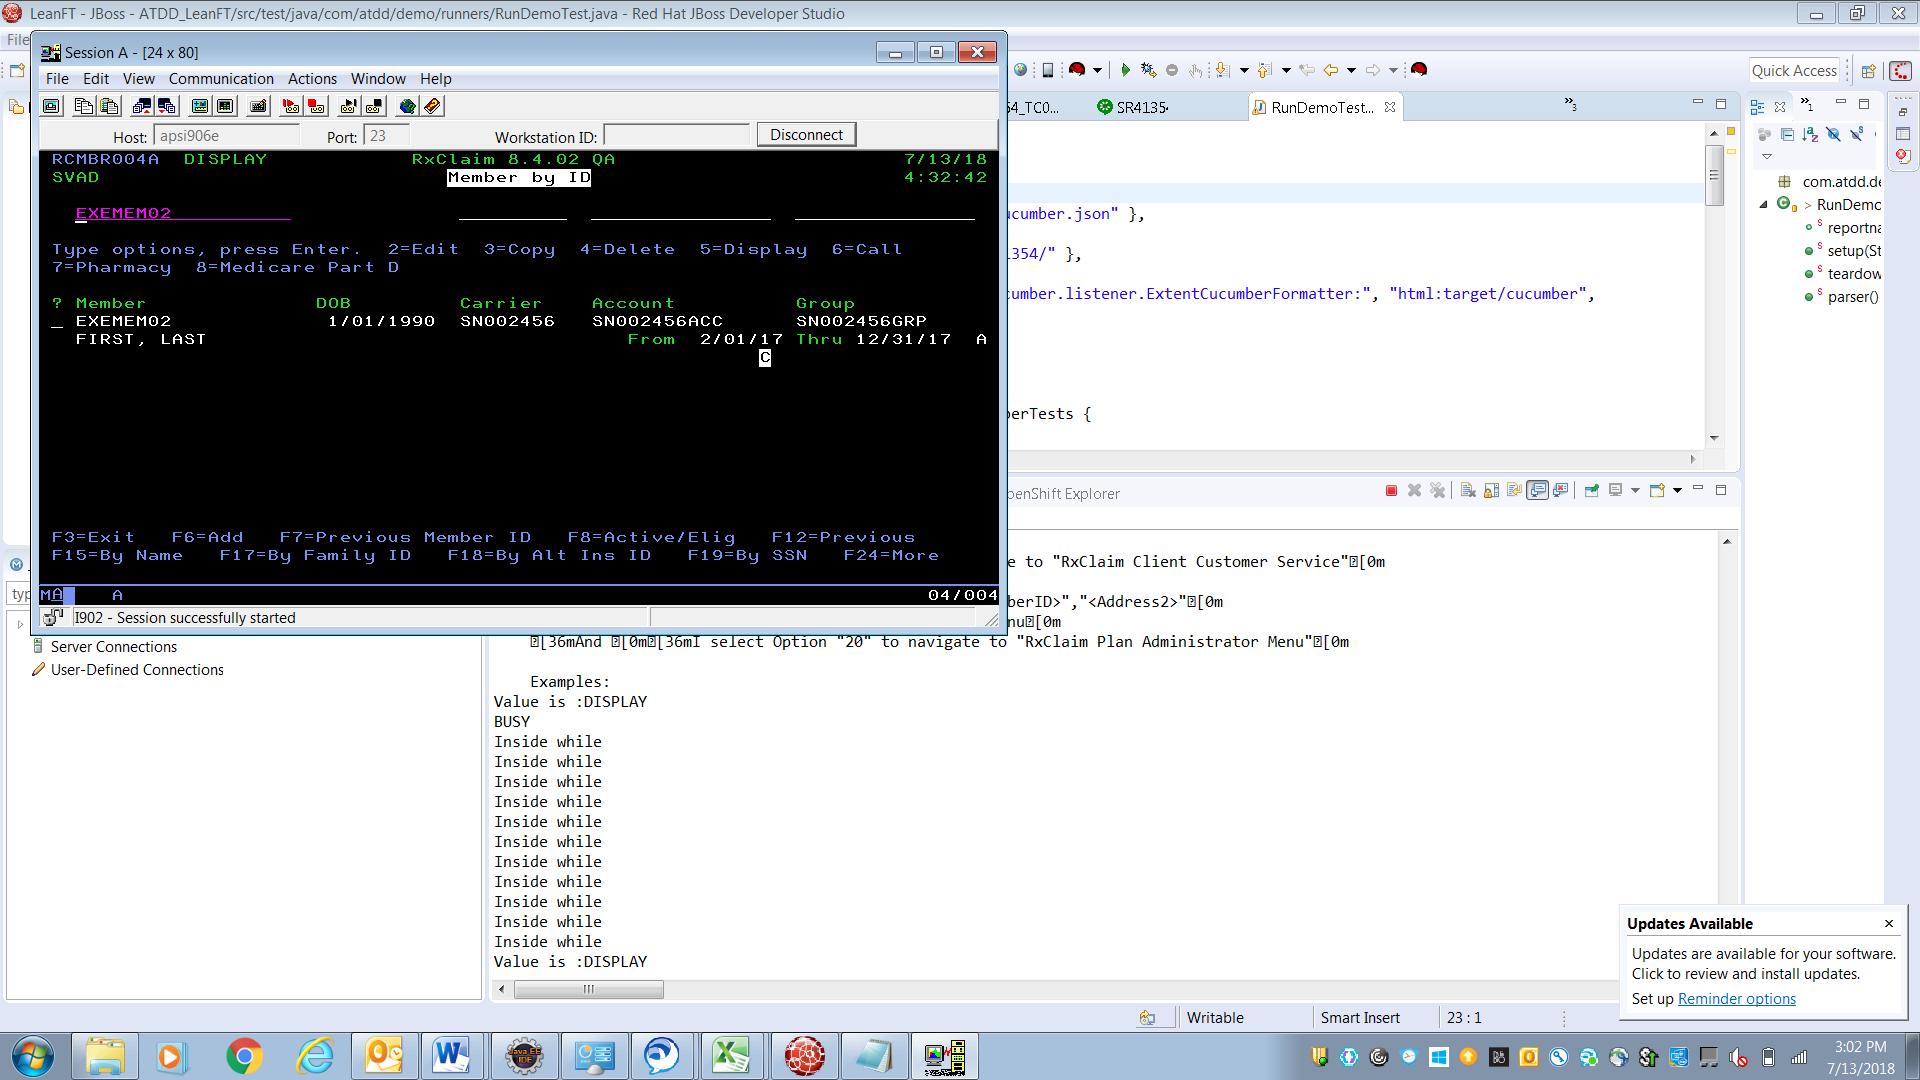 LeanFT - JBoss - ATDD_LeanFT/src/test/java/com/atdd/demo/runners/RunDemoTest.java - Red Hat JBoss Developer Studio
File
Session A - [24 x 80]
File Edit View Communication Actions Window Help
Quick Access
Host: apsi906e Port: 23 Workstation ID: Disconnect
54_TC0... SR4135 RunDemoTest...
RCMBR004A DISPLAY RxClaim 8.4.02 QA 7/13/18
SVAD Member by ID 4:32:42
EXEMEM02
Type options, press Enter. 2=Edit 3=Copy 4=Delete 5=Display 6=Call
7=Pharmacy 8=Medicare Part D
? Member DOB Carrier Account Group
_ EXEMEM02 1/01/1990 SN002456 SN002456ACC SN002456GRP
FIRST, LAST From 2/01/17 Thru 12/31/17 A
C
F3=Exit F6=Add F7=Previous Member ID F8=Active/Elig F12=Previous
F15=By Name F17=By Family ID F18=By Alt Ins ID F19=By SSN F24=More
MA A 04/004
I902 - Session successfully started
ucumber.json" },
1354/" },
cumber.listener.ExtentCucumberFormatter:", "html:target/cucumber",
berTests {
com.atdd.de
> RunDemo
reportna
setup(St
teardow
parser()
penShift Explorer
typ
Server Connections
User-Defined Connections
e to "RxClaim Client Customer Service"[0m
berID>","<Address2>"[0m
nu[0m
[36mAnd [0m[36mI select Option "20" to navigate to "RxClaim Plan Administrator Menu"[0m
Examples:
Value is :DISPLAY
BUSY
Inside while
Inside while
Inside while
Inside while
Inside while
Inside while
Inside while
Inside while
Inside while
Inside while
Inside while
Value is :DISPLAY
Updates Available
Updates are available for your software.
Click to review and install updates.
Set up Reminder options
Writable Smart Insert 23 : 1
3:02 PM
7/13/2018